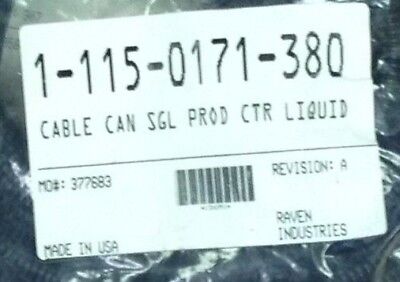 1-115-0171-380
CABLE CAN SGL PROD CTR LIQUID
MO#: 377683
REVISION: A
MADE IN USA
RAVEN
INDUSTRIES